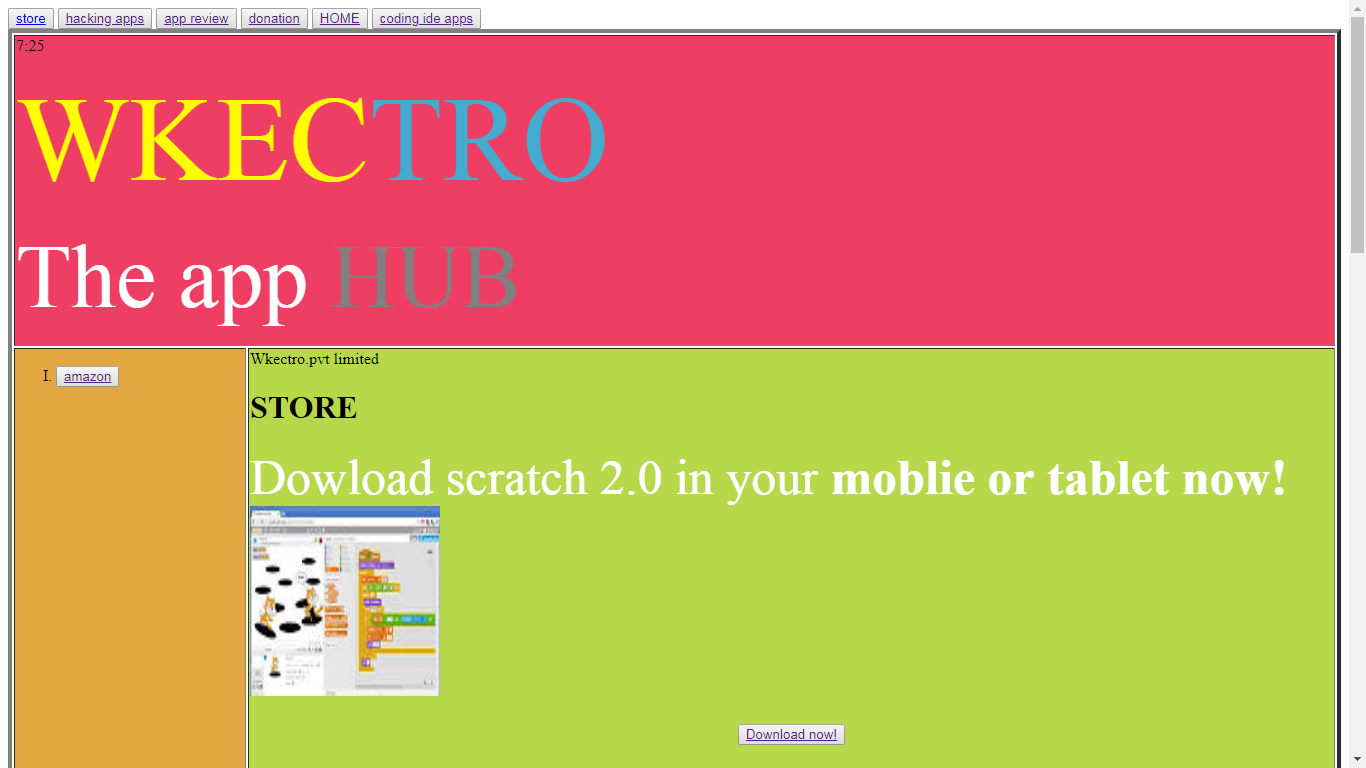 store hacking apps app review donation HOME coding ide apps
7:25
WKECTRO
The app HUB
I. amazon
Wkectro.pvt limited
STORE
Dowload scratch 2.0 in your moblie or tablet now!
Download now!